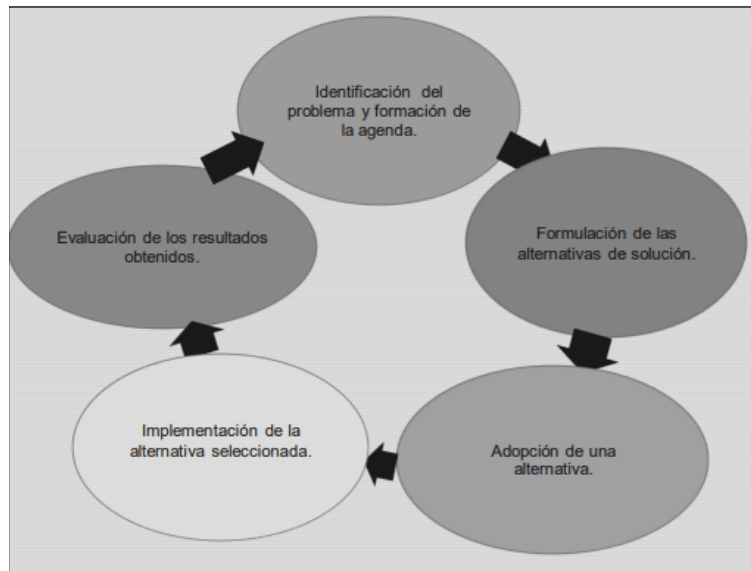 Identificación del
problema y formación de
la agenda.
Formulación de las
alternativas de solución.
Adopción de una
alternativa.
Implementación de la
alternativa seleccionada.
Evaluación de los resultados
obtenidos.